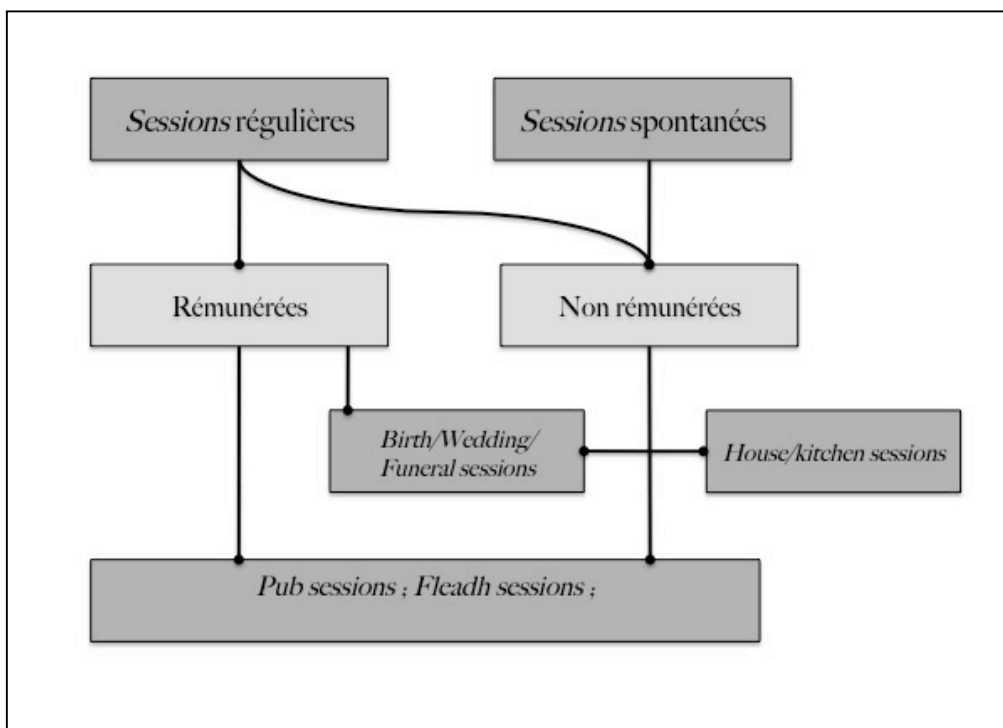 Sessions régulières
Sessions spontanées
Rémunérées
Non rémunérées
Birth/Wedding/
Funeral sessions
House/kitchen sessions
Pub sessions ; Fleadh sessions ;